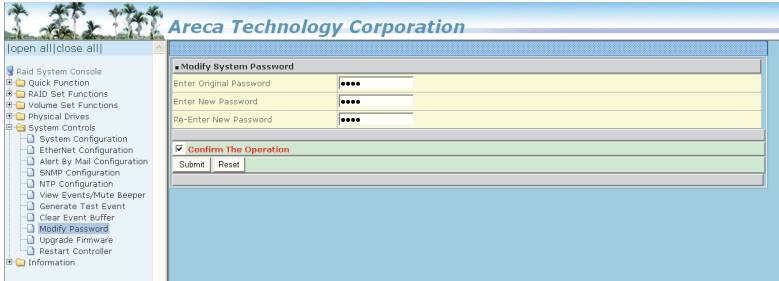 Areca Technology Corporation
|open all|close all|
Raid System Console
Quick Function
RAID Set Functions
Volume Set Functions
Physical Drives
System Controls
System Configuration
EtherNet Configuration
Alert By Mail Configuration
SNMP Configuration
NTP Configuration
View Events/Mute Beeper
Generate Test Event
Clear Event Buffer
Modify Password
Upgrade Firmware
Restart Controller
Information
▪ Modify System Password
Enter Original Password ●●●●
Enter New Password ●●●●
Re-Enter New Password ●●●●
Confirm The Operation
Submit Reset